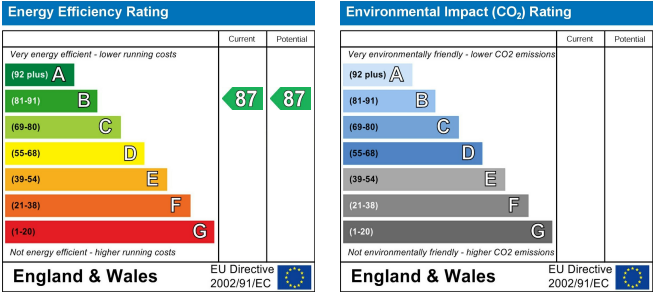 Energy Efficiency Rating
Current Potential
Very energy efficient - lower running costs
(92 plus) A
(81-91) B 87 87
(69-80) C
(55-68) D
(39-54) E
(21-38) F
(1-20) G
Not energy efficient - higher running costs
England & Wales
EU Directive
2002/91/EC
Environmental Impact (CO2) Rating
Current Potential
Very environmentally friendly - lower CO2 emissions
(92 plus) A
(81-91) B
(69-80) C
(55-68) D
(39-54) E
(21-38) F
(1-20) G
Not environmentally friendly - higher CO2 emissions
England & Wales
EU Directive
2002/91/EC